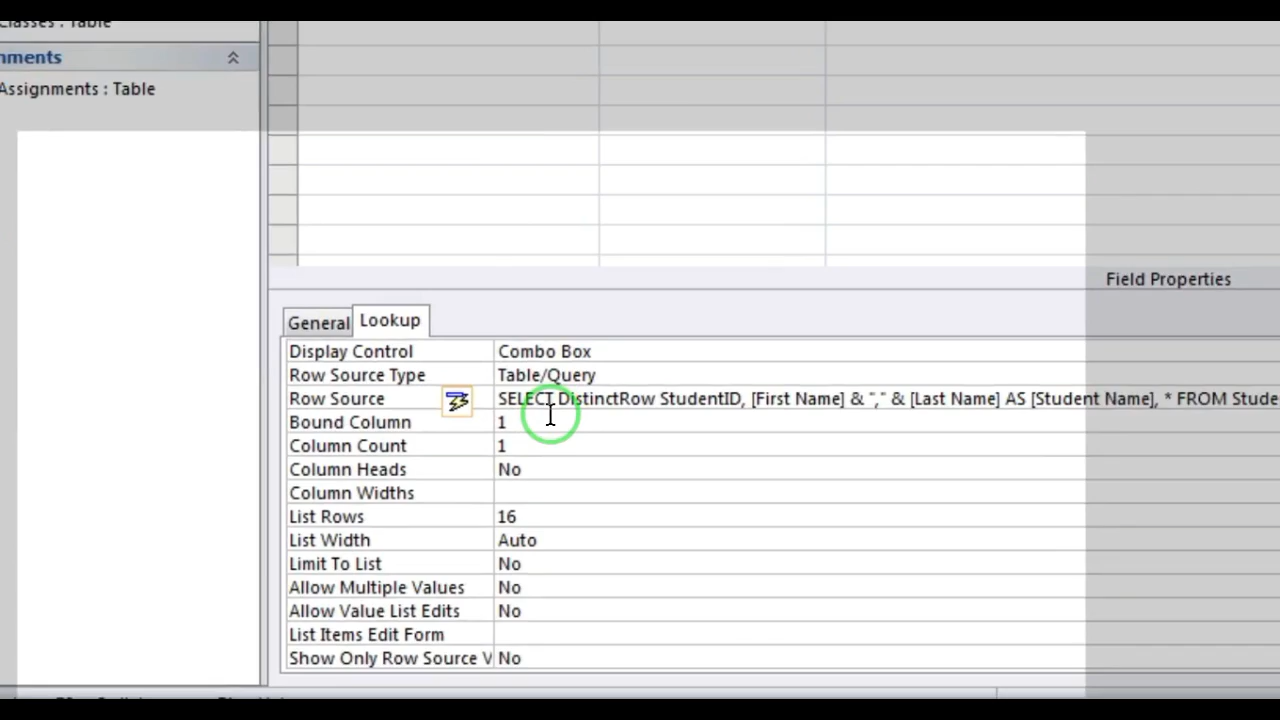 Classes : Table
nments
Assignments : Table
Field Properties
General
Lookup
Display Control Combo Box
Row Source Type Table/Query
Row Source SELECT DistinctRow StudentID, [First Name] & "," & [Last Name] AS [Student Name], * FROM Stude
Bound Column 1
Column Count 1
Column Heads No
Column Widths
List Rows 16
List Width Auto
Limit To List No
Allow Multiple Values No
Allow Value List Edits No
List Items Edit Form
Show Only Row Source V No